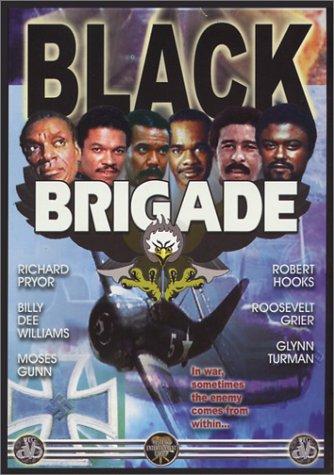 BLACK
BRIGADE
RICHARD
PRYOR
BILLY
DEE
WILLIAMS
MOSES
GUNN
ROBERT
HOOKS
ROOSEVELT
GRIER
GLYNN
TURMAN
In war,
sometimes
the enemy
comes from
within...